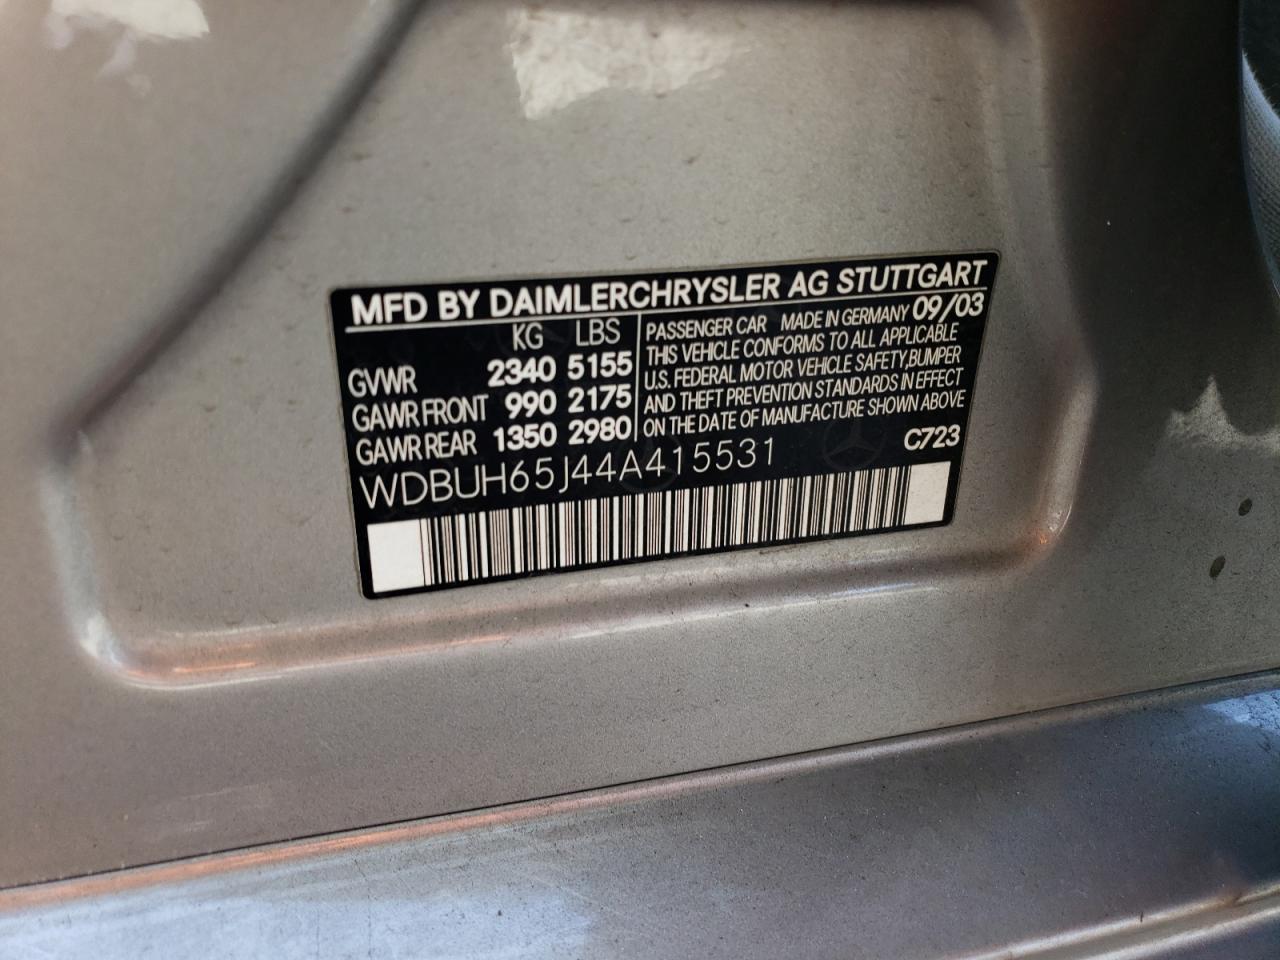 MFD BY DAIMLERCHRYSLER AG STUTTGART
KG LBS
GVWR 2340 5155
GAWR FRONT 990 2175
GAWR REAR 1350 2980
PASSENGER CAR MADE IN GERMANY 09/03
THIS VEHICLE CONFORMS TO ALL APPLICABLE
U.S. FEDERAL MOTOR VEHICLE SAFETY, BUMPER
AND THEFT PREVENTION STANDARDS IN EFFECT
ON THE DATE OF MANUFACTURE SHOWN ABOVE
C723
WDBUH65J44A415531